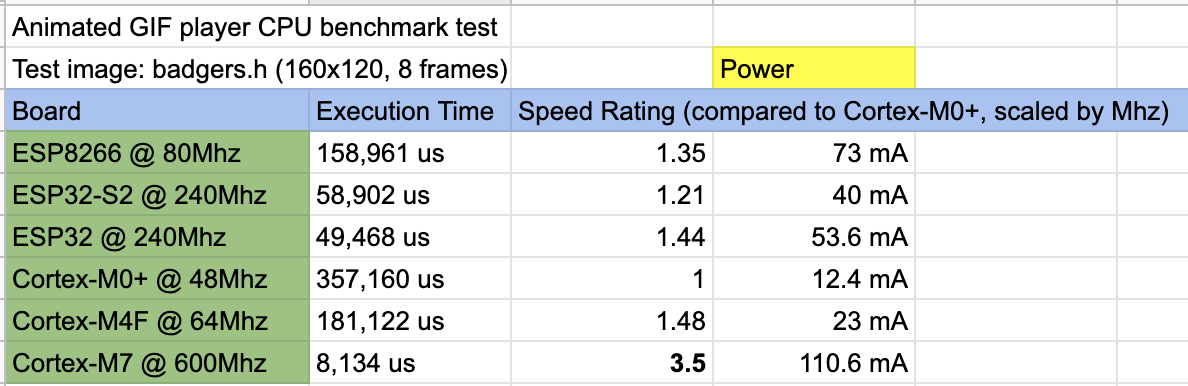 Animated GIF player CPU benchmark test
Test image: badgers.h (160x120, 8 frames) Power
Board Execution Time Speed Rating (compared to Cortex-M0+, scaled by Mhz)
ESP8266 @ 80Mhz 158,961 us 1.35 73 mA
ESP32-S2 @ 240Mhz 58,902 us 1.21 40 mA
ESP32 @ 240Mhz 49,468 us 1.44 53.6 mA
Cortex-M0+ @ 48Mhz 357,160 us 1 12.4 mA
Cortex-M4F @ 64Mhz 181,122 us 1.48 23 mA
Cortex-M7 @ 600Mhz 8,134 us 3.5 110.6 mA